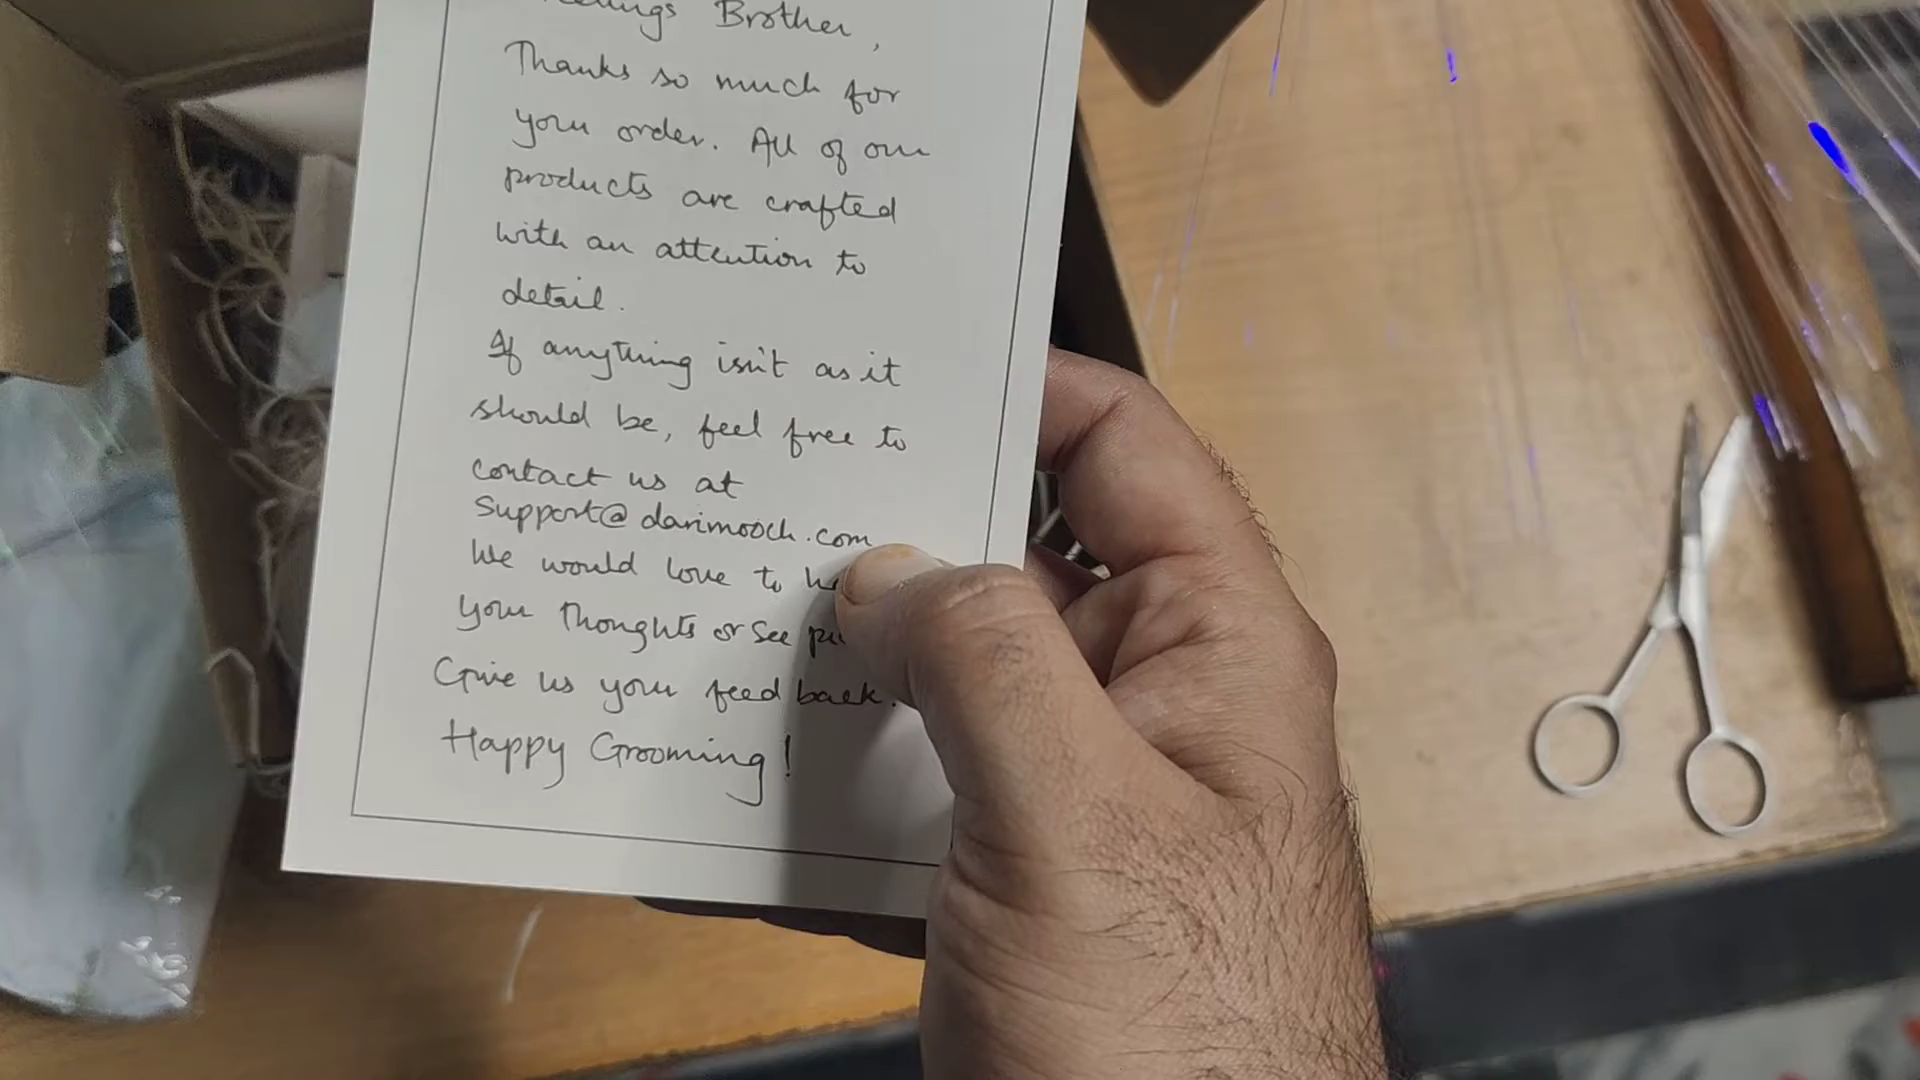 Brother,
Thanks so much for
your order. All of our
products are crafted
with an attention to
detail.
If anything isn't as it
should be, feel free to
contact us at
Support@darimooch.com
We would love to
your thoughts or see
Give us your feed back.
Happy Grooming!